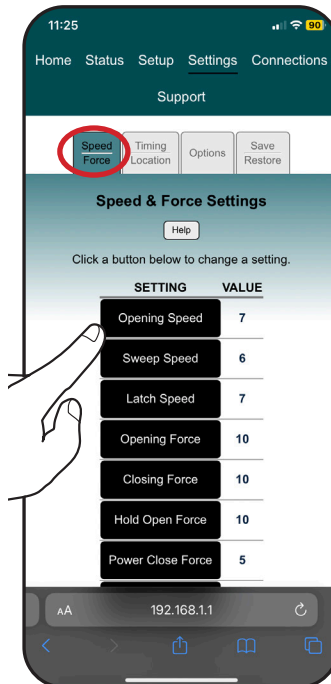 11:25
90
Home Status Setup Settings Connections
Support
Speed
Force
Timing
Location
Options
Save
Restore
Speed & Force Settings
Help
Click a button below to change a setting.
SETTING VALUE
Opening Speed 7
Sweep Speed 6
Latch Speed 7
Opening Force 10
Closing Force 10
Hold Open Force 10
Power Close Force 5
AA 192.168.1.1